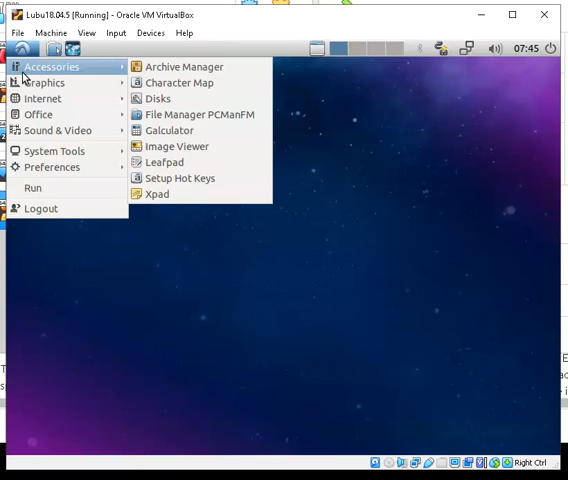 Lubu18.04.5 [Running] - Oracle VM VirtualBox
File Machine View Input Devices Help
07:45
Accessories
Graphics
Internet
Office
Sound & Video
System Tools
Preferences
Run
Logout
Archive Manager
Character Map
Disks
File Manager PCManFM
Galculator
Image Viewer
Leafpad
Setup Hot Keys
Xpad
Right Ctrl